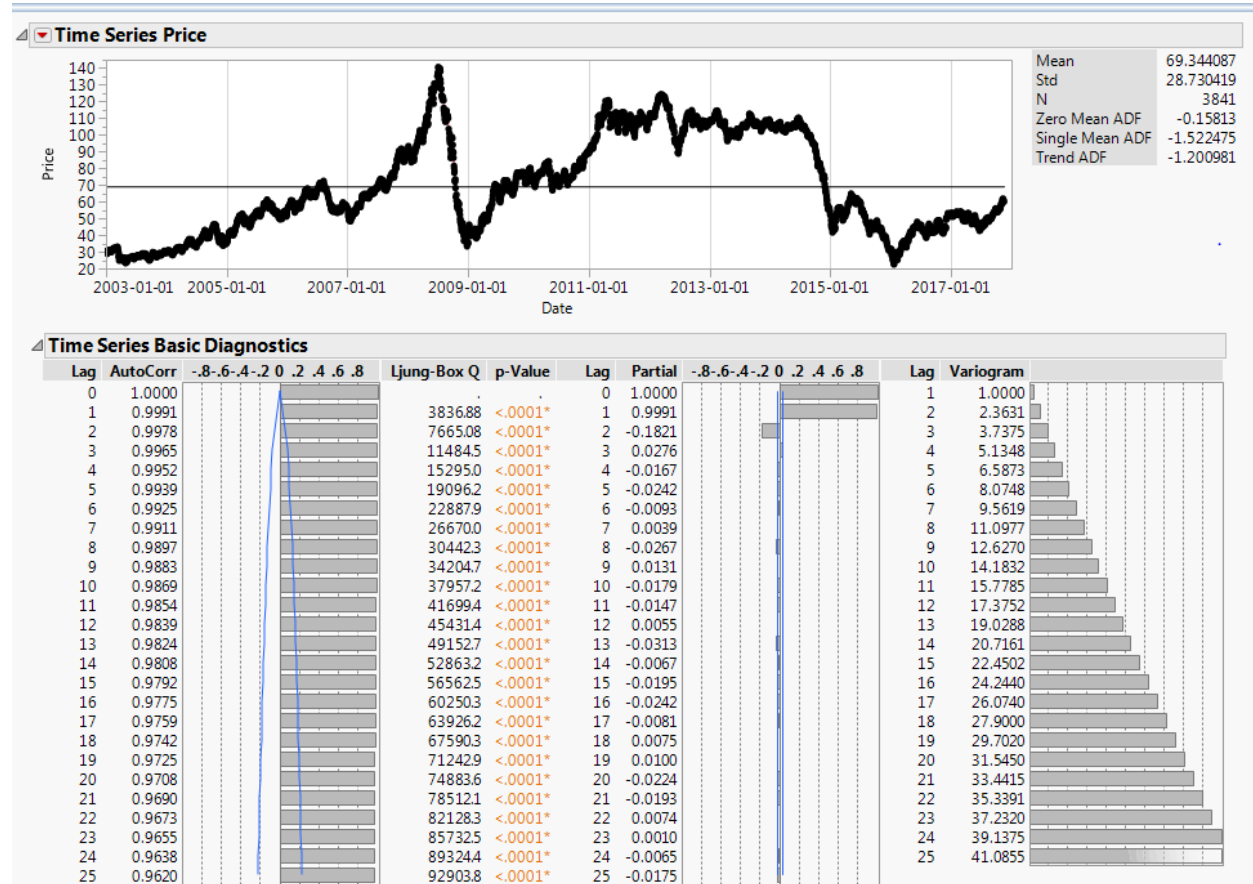 Time Series Price
Mean 69.344087
Std 28.730419
N 3841
Zero Mean ADF -0.15813
Single Mean ADF -1.522475
Trend ADF -1.200981
Price
140
130
120
110
100
90
80
70
60
50
40
30
20
2003-01-01 2005-01-01 2007-01-01 2009-01-01 2011-01-01 2013-01-01 2015-01-01 2017-01-01
Date
Time Series Basic Diagnostics
Lag AutoCorr -.8-.6-.4-.2 0 .2 .4 .6 .8 Ljung-Box Q p-Value Lag Partial -.8-.6-.4-.2 0 .2 .4 .6 .8 Lag Variogram
0 1.0000 . . 0 1.0000 1 1.0000
1 0.9991 3836.88 <.0001* 1 0.9991 2 2.3631
2 0.9978 7665.08 <.0001* 2 -0.1821 3 3.7375
3 0.9965 11484.5 <.0001* 3 0.0276 4 5.1348
4 0.9952 15295.0 <.0001* 4 -0.0167 5 6.5873
5 0.9939 19096.2 <.0001* 5 -0.0242 6 8.0748
6 0.9925 22887.9 <.0001* 6 -0.0093 7 9.5619
7 0.9911 26670.0 <.0001* 7 0.0039 8 11.0977
8 0.9897 30442.3 <.0001* 8 -0.0267 9 12.6270
9 0.9883 34204.7 <.0001* 9 0.0131 10 14.1832
10 0.9869 37957.2 <.0001* 10 -0.0179 11 15.7785
11 0.9854 41699.4 <.0001* 11 -0.0147 12 17.3752
12 0.9839 45431.4 <.0001* 12 0.0055 13 19.0288
13 0.9824 49152.7 <.0001* 13 -0.0313 14 20.7161
14 0.9808 52863.2 <.0001* 14 -0.0067 15 22.4502
15 0.9792 56562.5 <.0001* 15 -0.0195 16 24.2440
16 0.9775 60250.3 <.0001* 16 -0.0242 17 26.0740
17 0.9759 63926.2 <.0001* 17 -0.0081 18 27.9000
18 0.9742 67590.3 <.0001* 18 0.0075 19 29.7020
19 0.9725 71242.9 <.0001* 19 0.0100 20 31.5450
20 0.9708 74883.6 <.0001* 20 -0.0224 21 33.4415
21 0.9690 78512.1 <.0001* 21 -0.0193 22 35.3391
22 0.9673 82128.3 <.0001* 22 0.0074 23 37.2320
23 0.9655 85732.5 <.0001* 23 0.0010 24 39.1375
24 0.9638 89324.4 <.0001* 24 -0.0065 25 41.0855
25 0.9620 92903.8 <.0001* 25 -0.0175